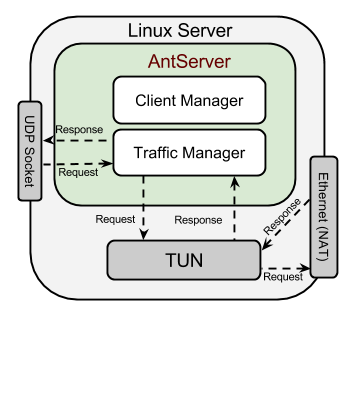 Linux Server
AntServer
Client Manager
Response
Traffic Manager
UDP Socket
Request
Request
Response
Response
Ethernet (NAT)
TUN
Request